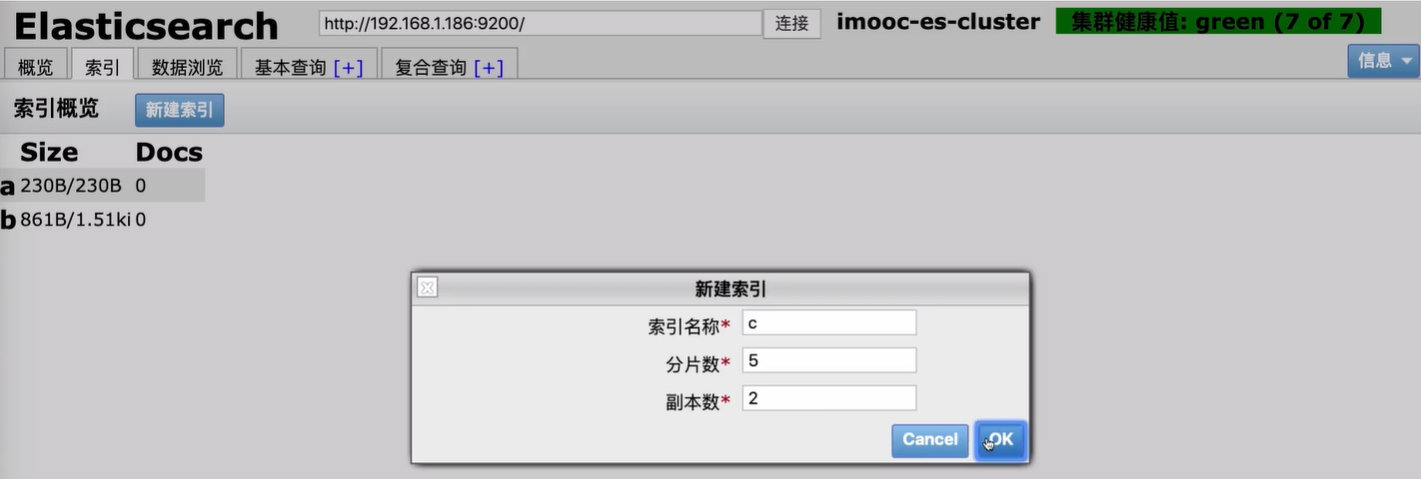 Elasticsearch http://192.168.1.186:9200/ 连接 imooc-es-cluster 集群健康值: green (7 of 7)
概览 索引 数据浏览 基本查询 [+] 复合查询 [+] 信息
索引概览 新建索引
Size Docs
a 230B/230B 0
b 861B/1.51ki 0
新建索引
索引名称* c
分片数* 5
副本数* 2
Cancel OK